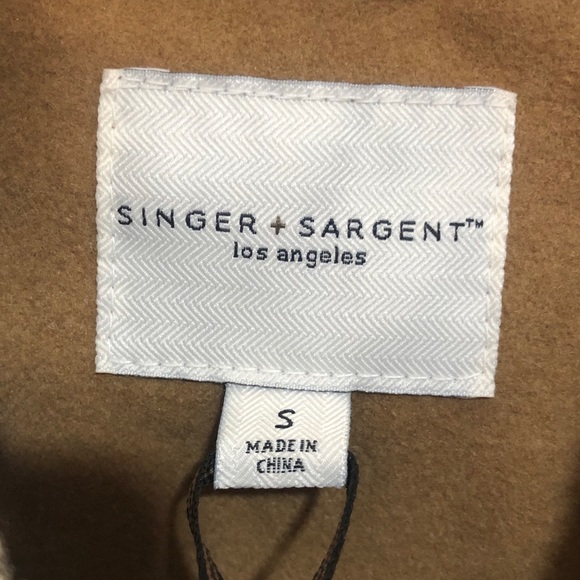 SINGER + SARGENT™
los angeles
S
MADE IN
CHINA